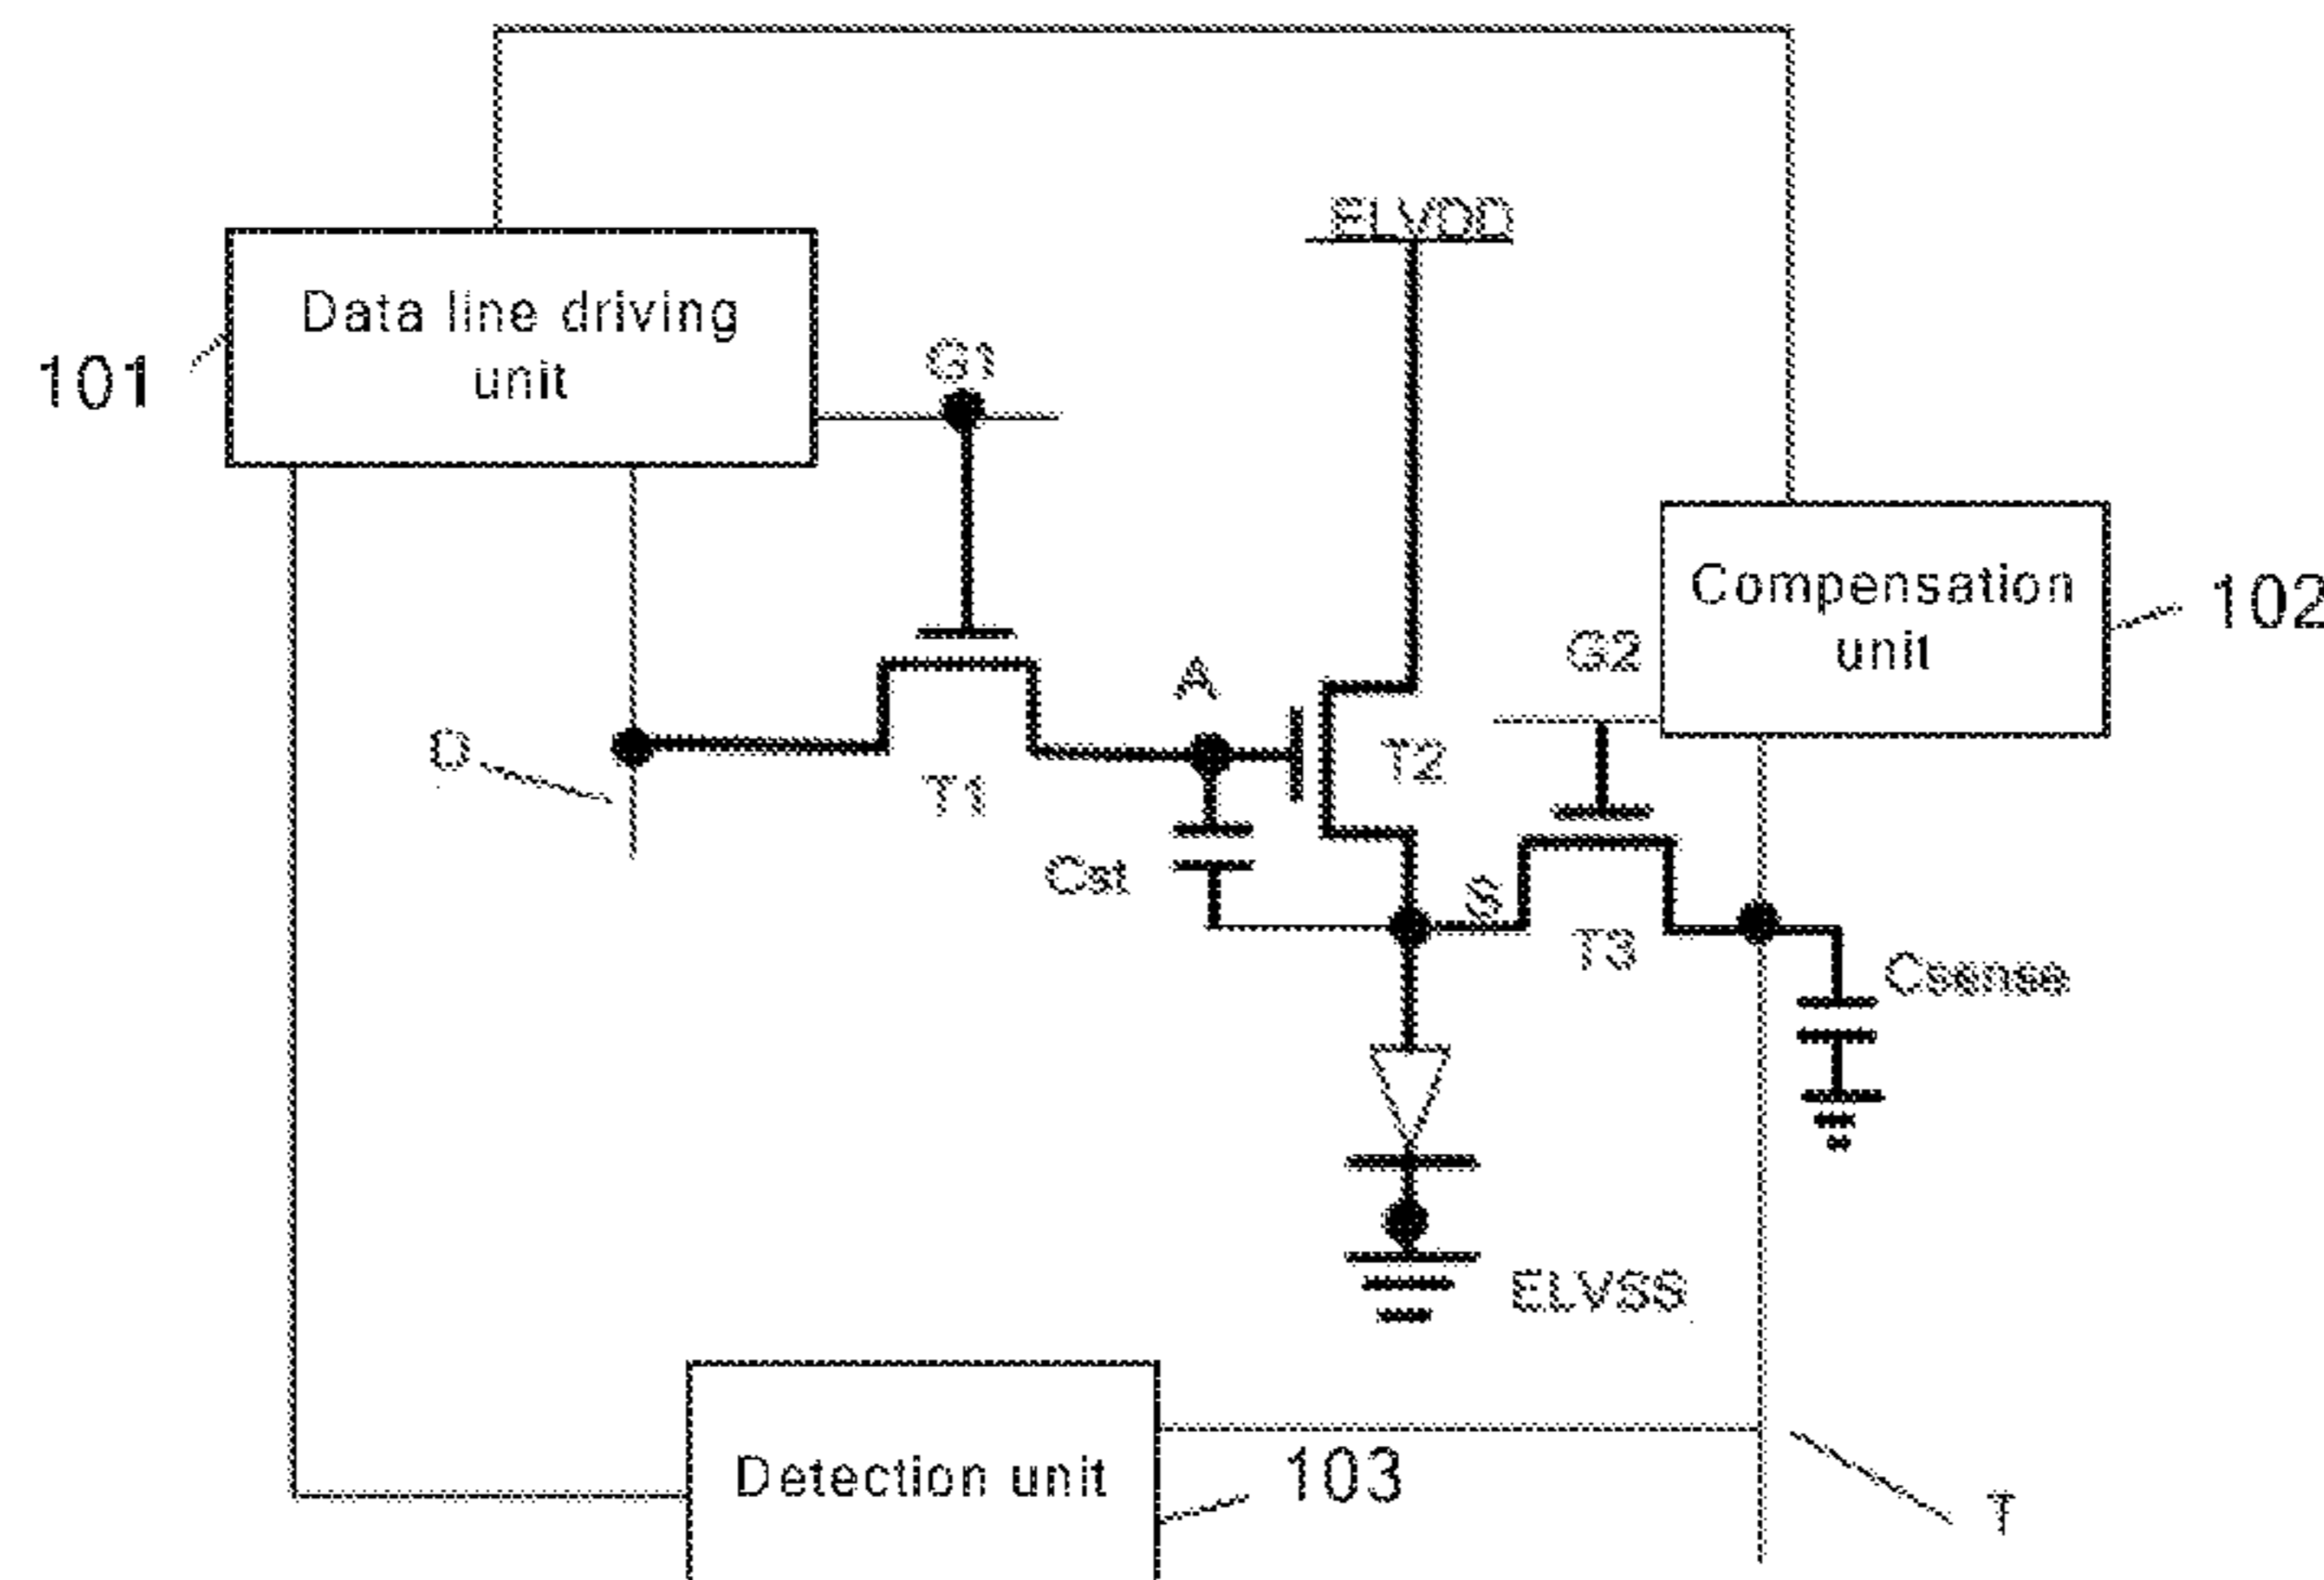 ELVDD
Data line driving
unit
101
G1
Compensation
unit
102
G2
A
D
T2
T1
Cst
S
T3
Csense
ELVSS
Detection unit
103
T